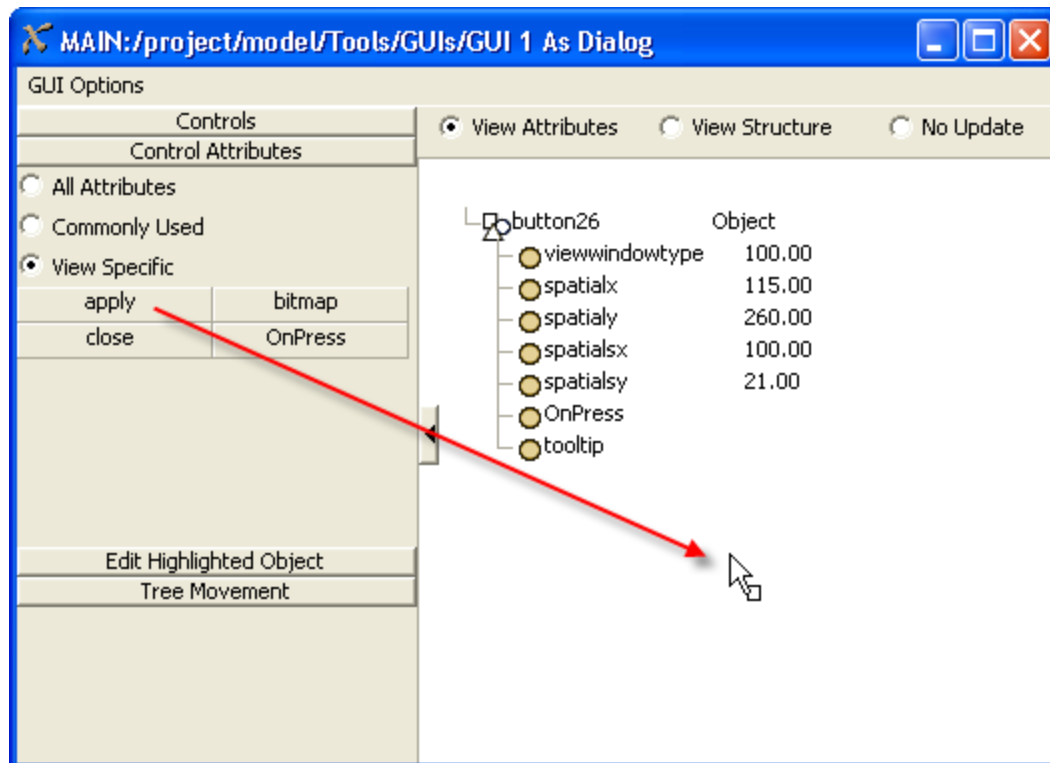 MAIN:/project/model/Tools/GUIs/GUI 1 As Dialog
GUI Options
Controls
Control Attributes
All Attributes
Commonly Used
View Specific
apply bitmap
close OnPress
Edit Highlighted Object
Tree Movement
View Attributes View Structure No Update
button26 Object
viewwindowtype 100.00
spatialx 115.00
spatialy 260.00
spatialsx 100.00
spatialsy 21.00
OnPress
tooltip